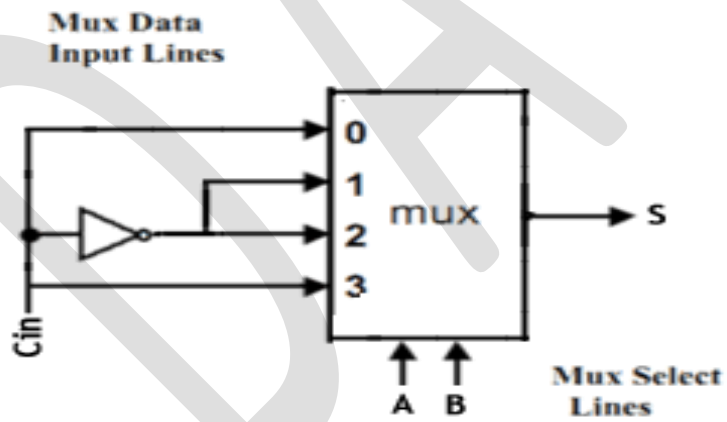 Mux Data
Input Lines
0
1
mux
S
2
3
Cin
A B
Mux Select
Lines